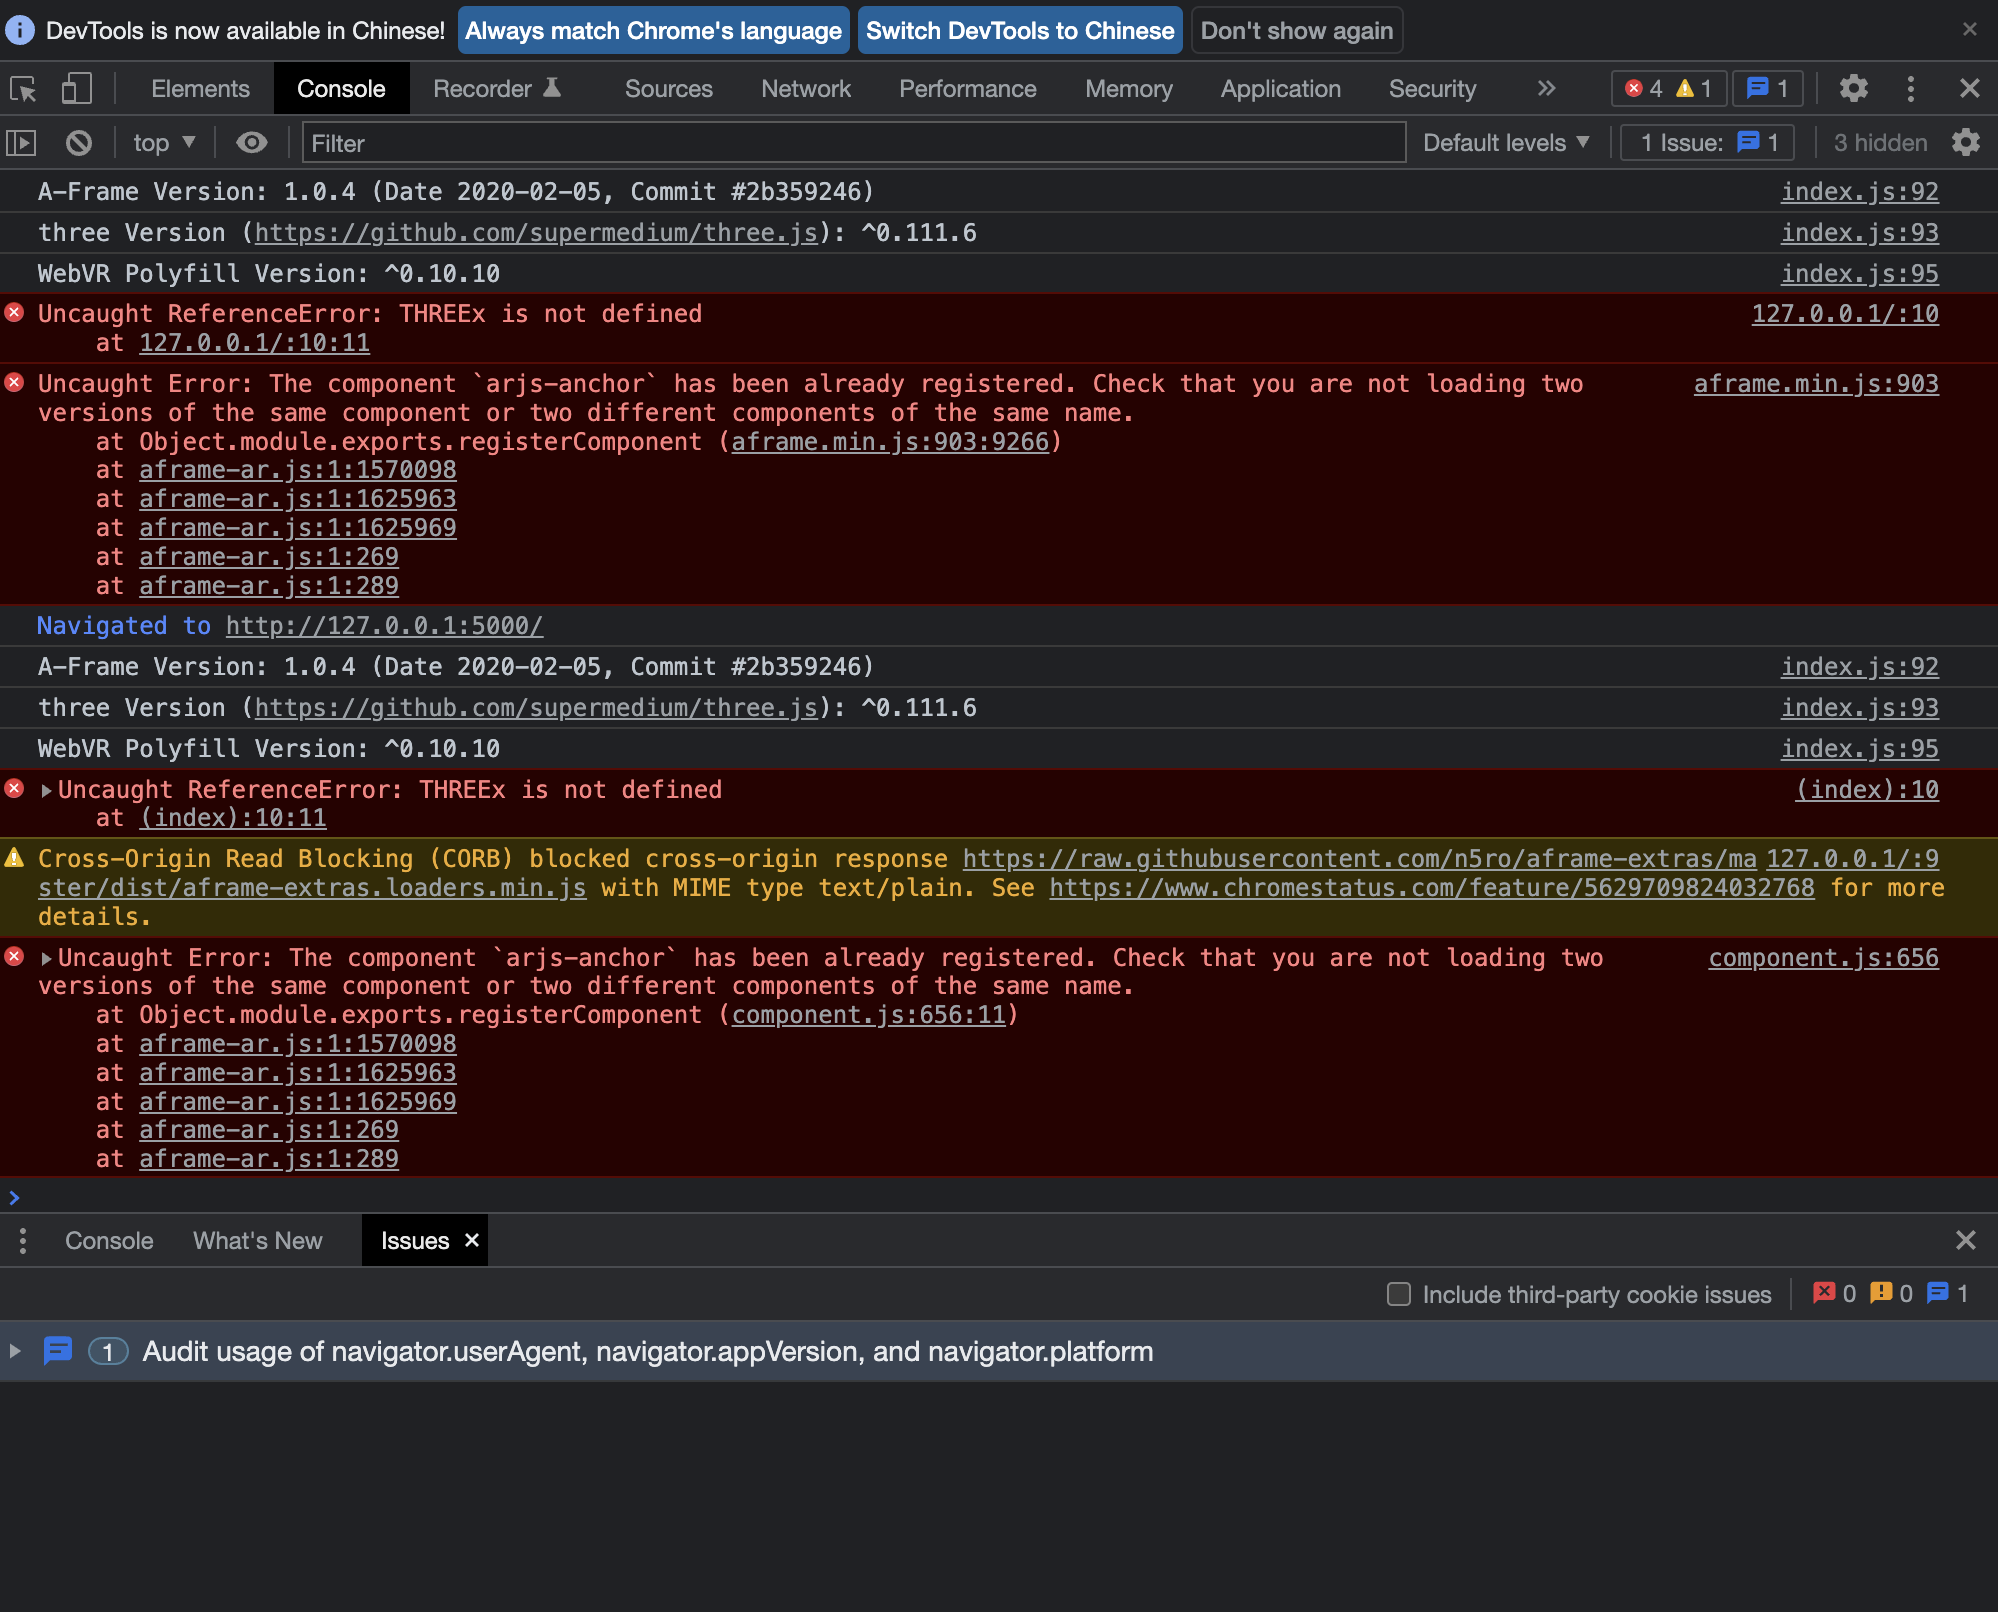 DevTools is now available in Chinese! Always match Chrome's language Switch DevTools to Chinese Don't show again
Elements Console Recorder Sources Network Performance Memory Application Security 4 1 1
top Filter Default levels 1 Issue: 1 3 hidden
A-Frame Version: 1.0.4 (Date 2020-02-05, Commit #2b359246) index.js:92
three Version (https://github.com/supermedium/three.js): ^0.111.6 index.js:93
WebVR Polyfill Version: ^0.10.10 index.js:95
Uncaught ReferenceError: THREEx is not defined 127.0.0.1/:10
at 127.0.0.1/:10:11
Uncaught Error: The component `arjs-anchor` has been already registered. Check that you are not loading two aframe.min.js:903
versions of the same component or two different components of the same name.
at Object.module.exports.registerComponent (aframe.min.js:903:9266)
at aframe-ar.js:1:1570098
at aframe-ar.js:1:1625963
at aframe-ar.js:1:1625969
at aframe-ar.js:1:269
at aframe-ar.js:1:289
Navigated to http://127.0.0.1:5000/
A-Frame Version: 1.0.4 (Date 2020-02-05, Commit #2b359246) index.js:92
three Version (https://github.com/supermedium/three.js): ^0.111.6 index.js:93
WebVR Polyfill Version: ^0.10.10 index.js:95
Uncaught ReferenceError: THREEx is not defined (index):10
at (index):10:11
Cross-Origin Read Blocking (CORB) blocked cross-origin response https://raw.githubusercontent.com/n5ro/aframe-extras/ma 127.0.0.1/:9
ster/dist/aframe-extras.loaders.min.js with MIME type text/plain. See https://www.chromestatus.com/feature/5629709824032768 for more
details.
Uncaught Error: The component `arjs-anchor` has been already registered. Check that you are not loading two component.js:656
versions of the same component or two different components of the same name.
at Object.module.exports.registerComponent (component.js:656:11)
at aframe-ar.js:1:1570098
at aframe-ar.js:1:1625963
at aframe-ar.js:1:1625969
at aframe-ar.js:1:269
at aframe-ar.js:1:289
Console What's New Issues
Include third-party cookie issues 0 0 1
1 Audit usage of navigator.userAgent, navigator.appVersion, and navigator.platform